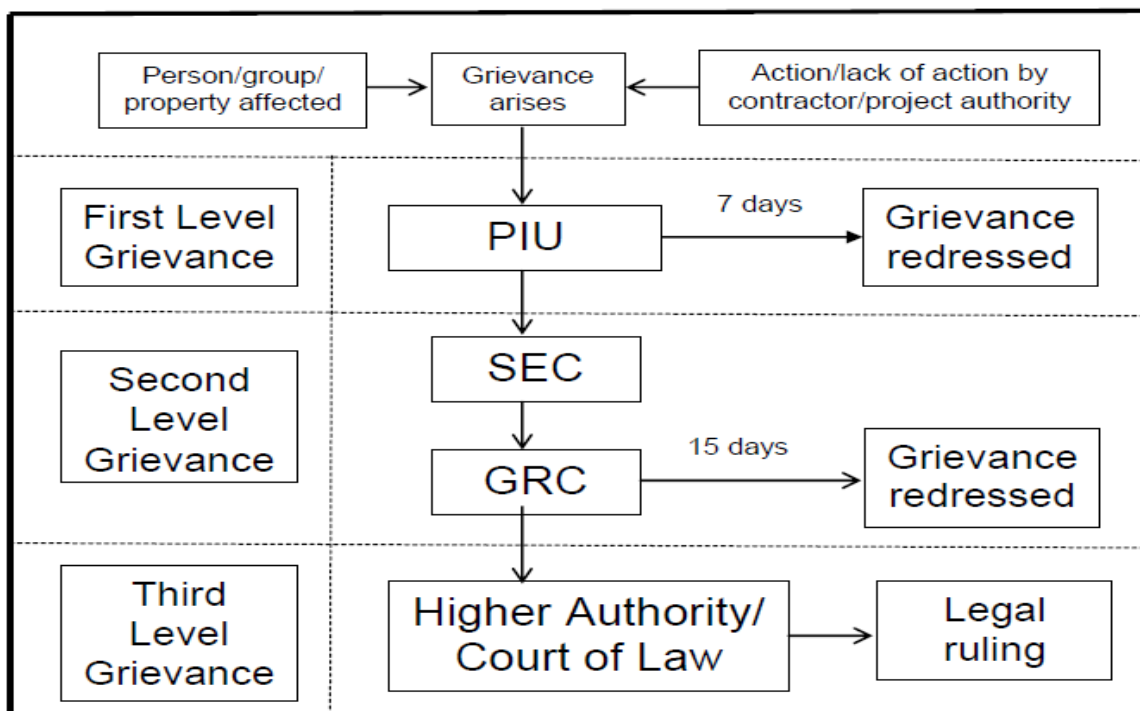 Person/group/
property affected
Grievance
arises
Action/lack of action by
contractor/project authority
First Level
Grievance
PIU
7 days
Grievance
redressed
Second
Level
Grievance
SEC
GRC
15 days
Grievance
redressed
Third
Level
Grievance
Higher Authority/
Court of Law
Legal
ruling